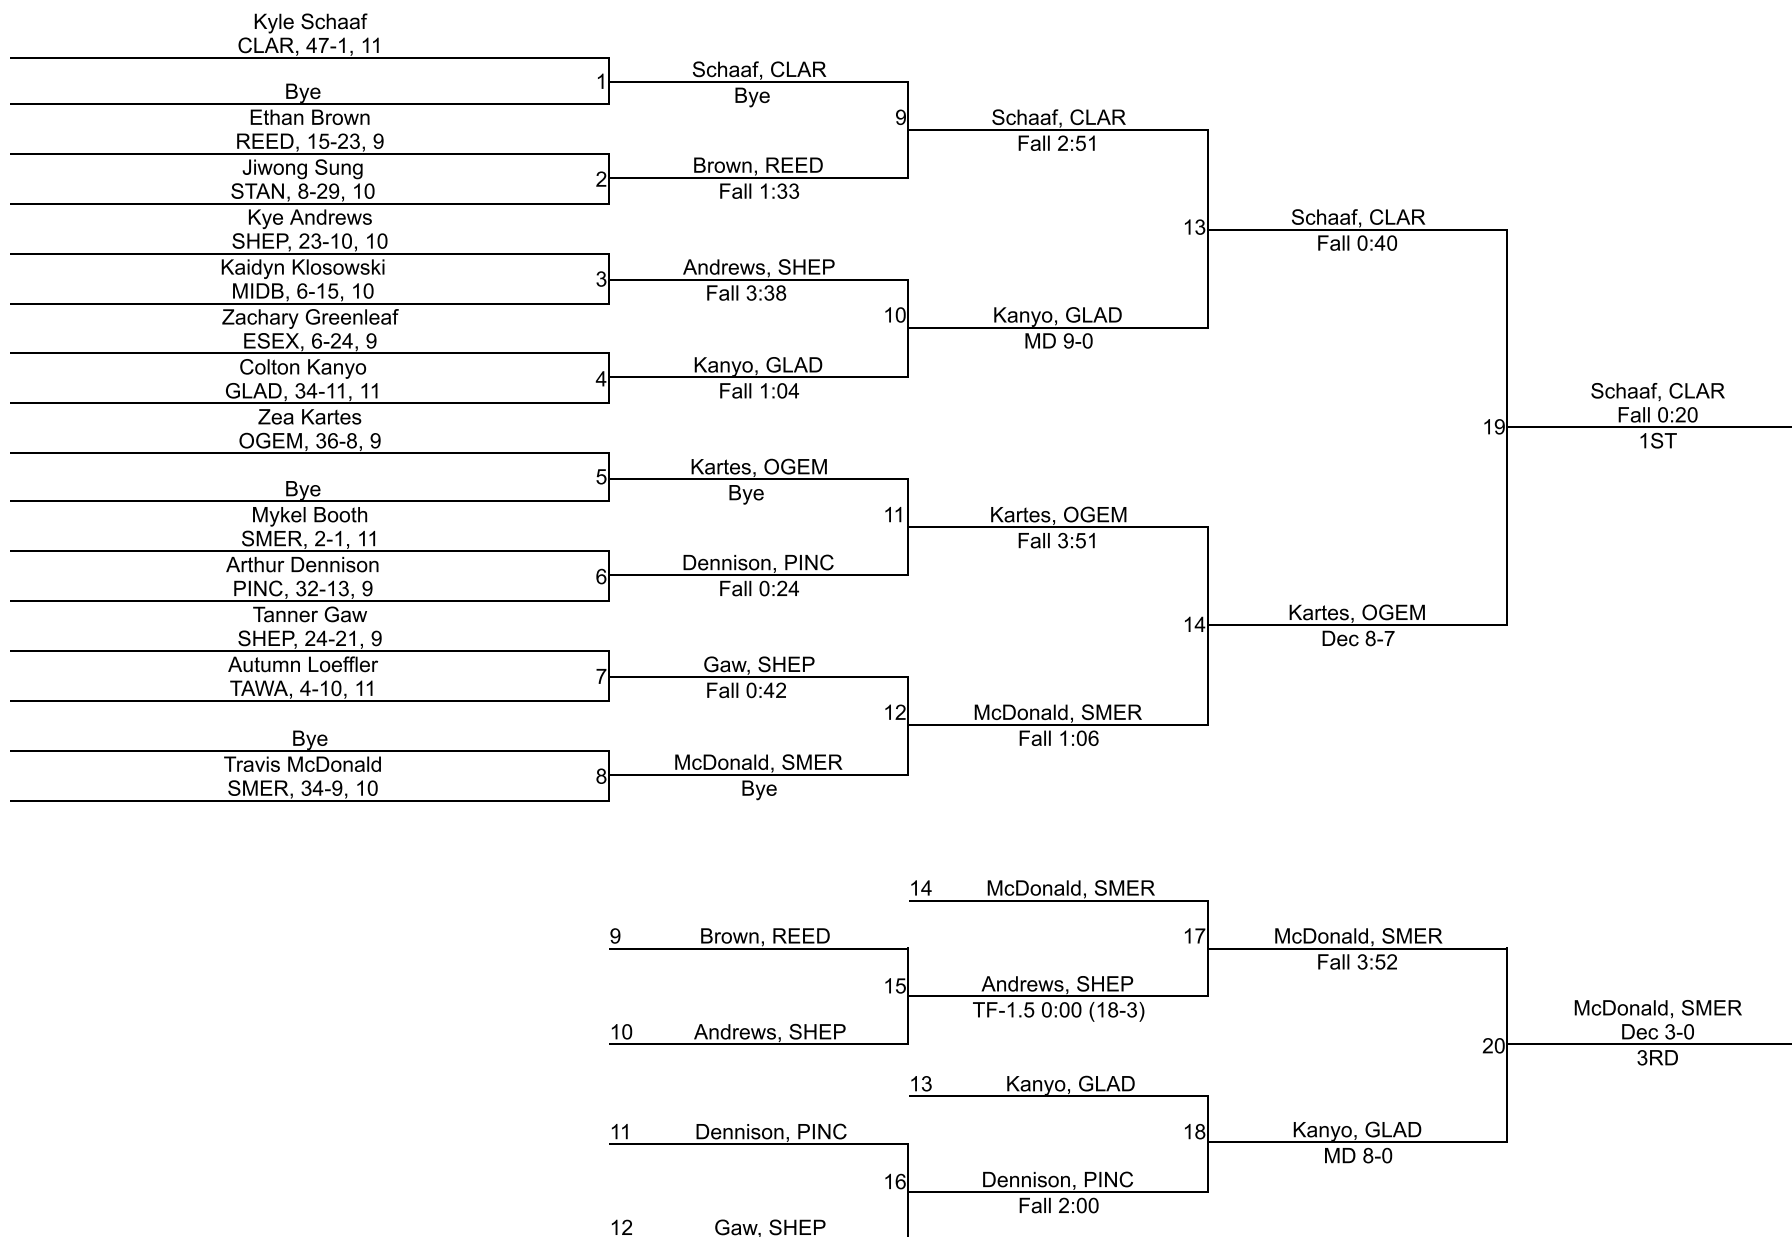 Kyle Schaaf
CLAR, 47-1, 11
Bye
Ethan Brown
REED, 15-23, 9
Jiwong Sung
STAN, 8-29, 10
Kye Andrews
SHEP, 23-10, 10
Kaidyn Klosowski
MIDB, 6-15, 10
Zachary Greenleaf
ESEX, 6-24, 9
Colton Kanyo
GLAD, 34-11, 11
Zea Kartes
OGEM, 36-8, 9
Bye
Mykel Booth
SMER, 2-1, 11
Arthur Dennison
PINC, 32-13, 9
Tanner Gaw
SHEP, 24-21, 9
Autumn Loeffler
TAWA, 4-10, 11
Bye
Travis McDonald
SMER, 34-9, 10
1
Schaaf, CLAR
Bye
2
Brown, REED
Fall 1:33
3
Andrews, SHEP
Fall 3:38
4
Kanyo, GLAD
Fall 1:04
5
Kartes, OGEM
Bye
6
Dennison, PINC
Fall 0:24
7
Gaw, SHEP
Fall 0:42
8
McDonald, SMER
Bye
9
Schaaf, CLAR
Fall 2:51
10
Kanyo, GLAD
MD 9-0
11
Kartes, OGEM
Fall 3:51
12
McDonald, SMER
Fall 1:06
13
Schaaf, CLAR
Fall 0:40
14
Kartes, OGEM
Dec 8-7
19
Schaaf, CLAR
Fall 0:20
1ST
14 McDonald, SMER
9 Brown, REED
10 Andrews, SHEP
15
Andrews, SHEP
TF-1.5 0:00 (18-3)
17
McDonald, SMER
Fall 3:52
13 Kanyo, GLAD
11 Dennison, PINC
12 Gaw, SHEP
16
Dennison, PINC
Fall 2:00
18
Kanyo, GLAD
MD 8-0
20
McDonald, SMER
Dec 3-0
3RD